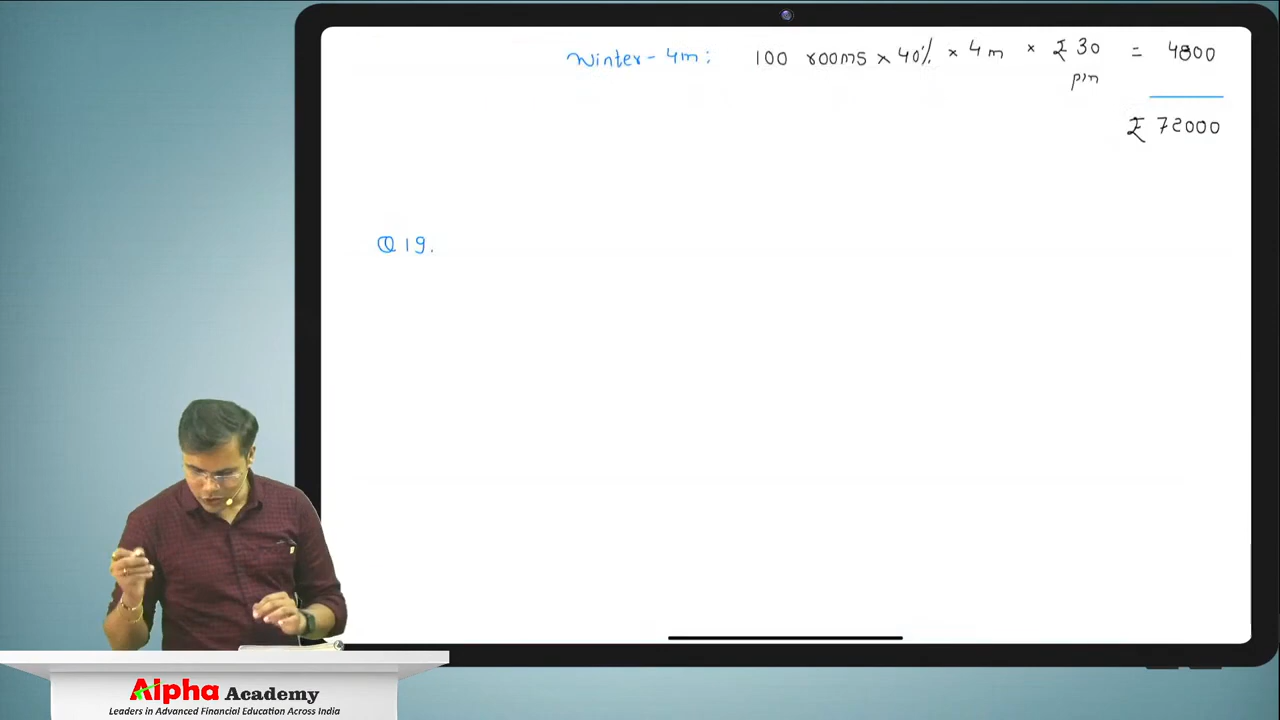 Winter - 4m : 100 rooms × 40% × 4 m × ₹ 30 = 4800
pm
₹ 72000
Q 19.
Alpha Academy
Leaders in Advanced Financial Education Across India